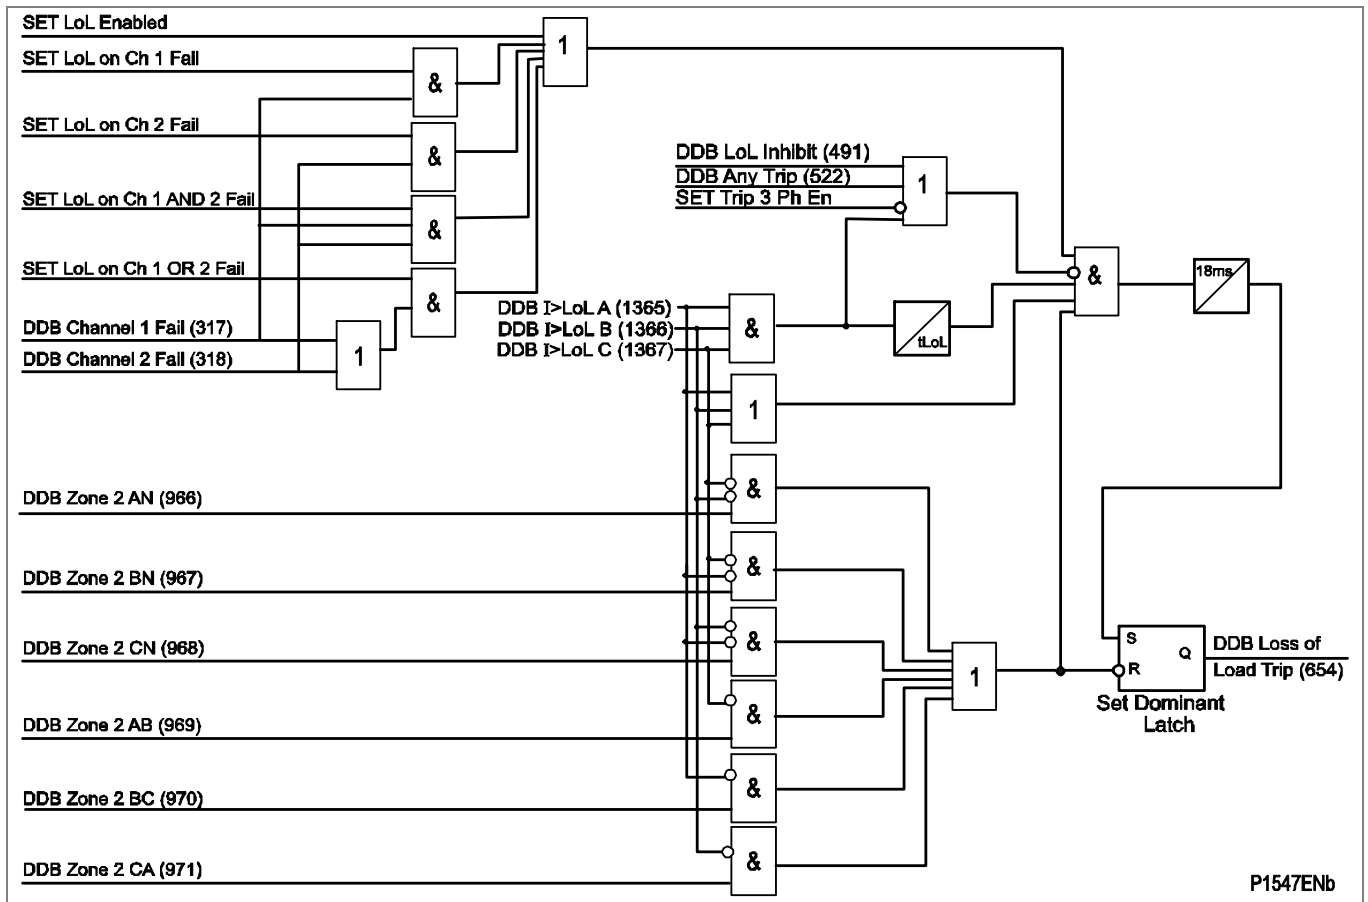 SET LoL Enabled
1
SET LoL on Ch 1 Fail
&
SET LoL on Ch 2 Fail
&
SET LoL on Ch 1 AND 2 Fail
&
SET LoL on Ch 1 OR 2 Fail
&
DDB Channel 1 Fail (317)
DDB Channel 2 Fail (318)
1
DDB LoL Inhibit (491)
DDB Any Trip (522)
SET Trip 3 Ph En
1
DDB I>LoL A (1365)
DDB I>LoL B (1366)
DDB I>LoL C (1367)
&
tLoL
&
18ms
1
DDB Zone 2 AN (966)
&
DDB Zone 2 BN (967)
&
DDB Zone 2 CN (968)
&
DDB Zone 2 AB (969)
&
DDB Zone 2 BC (970)
&
DDB Zone 2 CA (971)
&
1
S
Q
R
DDB Loss of
Load Trip (654)
Set Dominant
Latch
P1547ENb